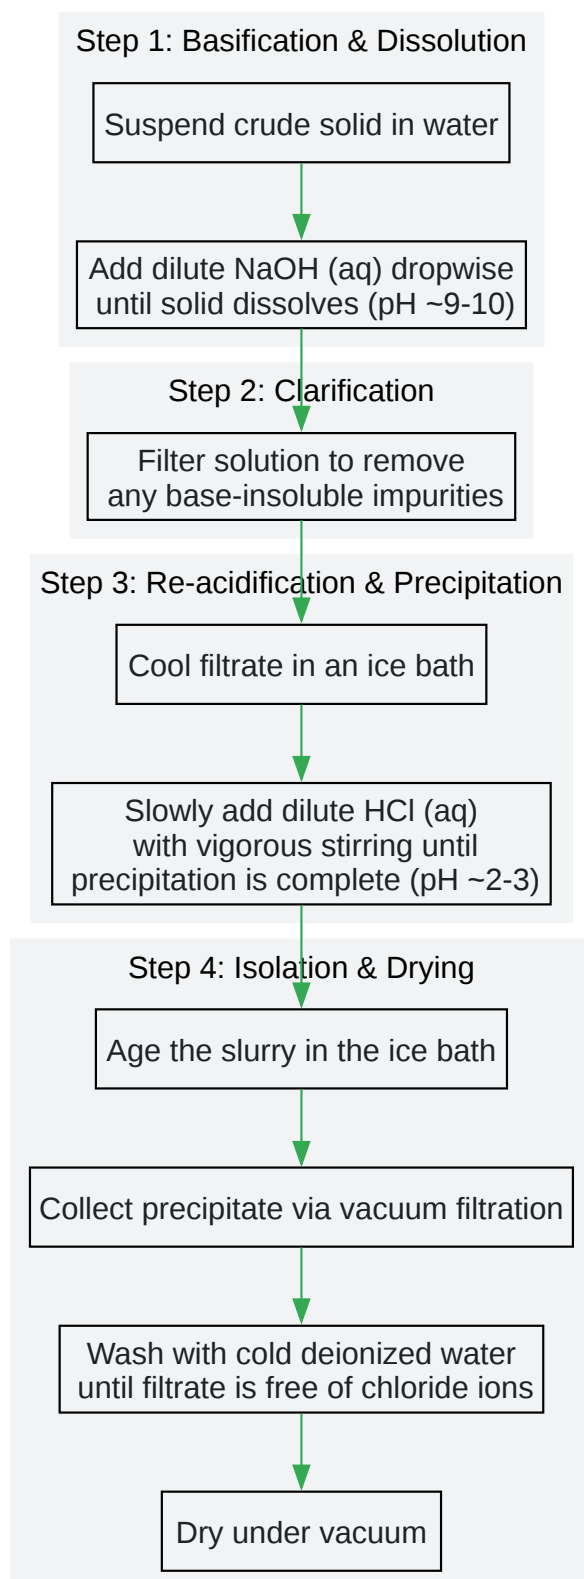 Step 1: Basification & Dissolution
Suspend crude solid in water
Add dilute NaOH (aq) dropwise
until solid dissolves (pH ~9-10)
Step 2: Clarification
Filter solution to remove
any base-insoluble impurities
Step 3: Re-acidification & Precipitation
Cool filtrate in an ice bath
Slowly add dilute HCl (aq)
with vigorous stirring until
precipitation is complete (pH ~2-3)
Step 4: Isolation & Drying
Age the slurry in the ice bath
Collect precipitate via vacuum filtration
Wash with cold deionized water
until filtrate is free of chloride ions
Dry under vacuum